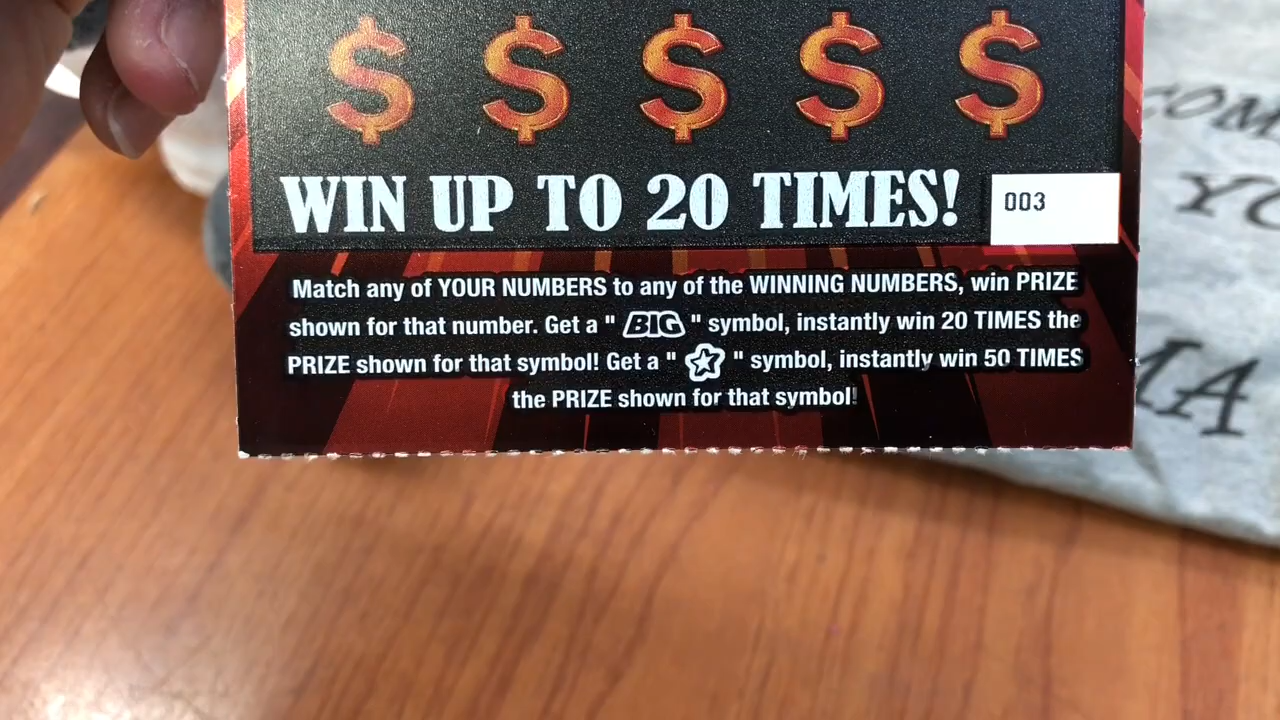 $ $ $ $ $
WIN UP TO 20 TIMES!
003
Match any of YOUR NUMBERS to any of the WINNING NUMBERS, win PRIZE
shown for that number. Get a " BIG " symbol, instantly win 20 TIMES the
PRIZE shown for that symbol! Get a " " symbol, instantly win 50 TIMES
the PRIZE shown for that symbol!